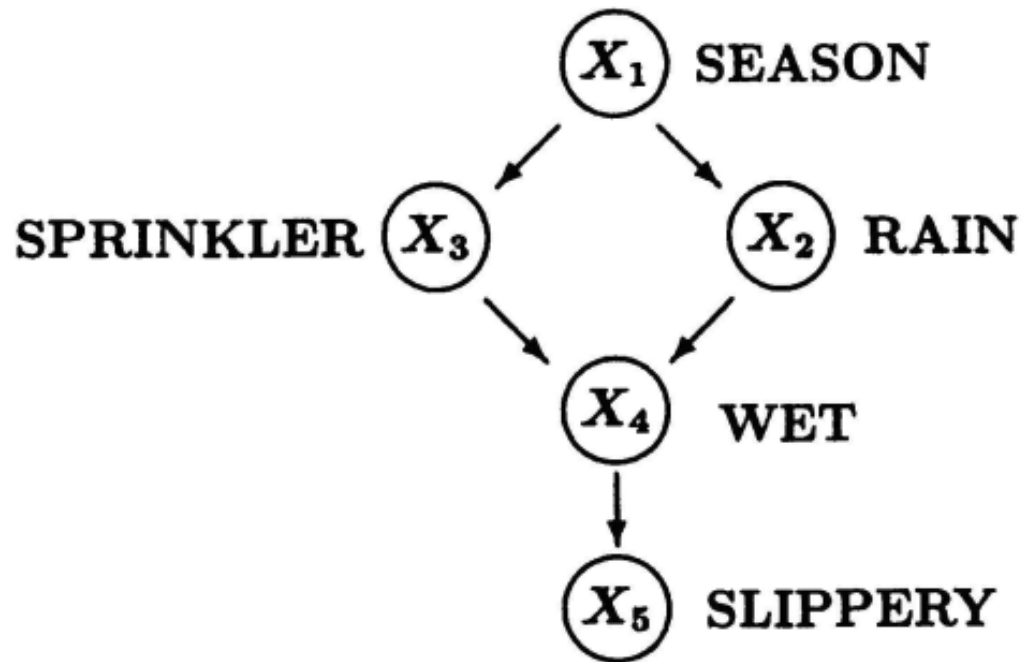 X₁ SEASON
SPRINKLER X₃ X₂ RAIN
X₄ WET
X₅ SLIPPERY